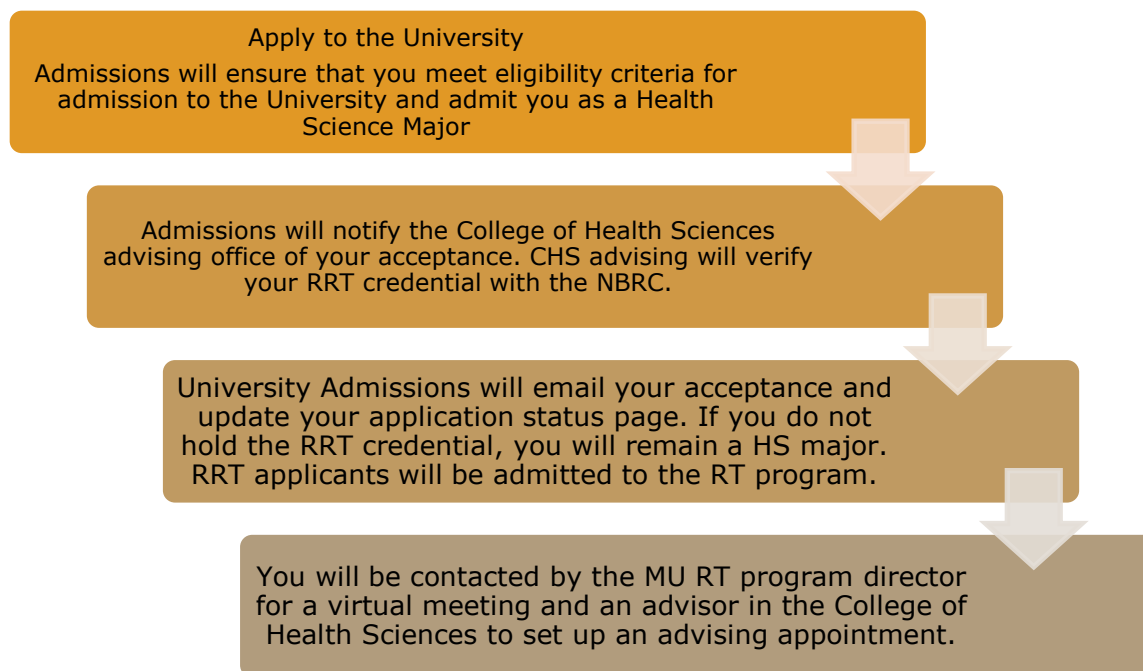 Apply to the University
Admissions will ensure that you meet eligibility criteria for
admission to the University and admit you as a Health
Science Major
Admissions will notify the College of Health Sciences
advising office of your acceptance. CHS advising will verify
your RRT credential with the NBRC.
University Admissions will email your acceptance and
update your application status page. If you do not
hold the RRT credential, you will remain a HS major.
RRT applicants will be admitted to the RT program.
You will be contacted by the MU RT program director
for a virtual meeting and an advisor in the College of
Health Sciences to set up an advising appointment.